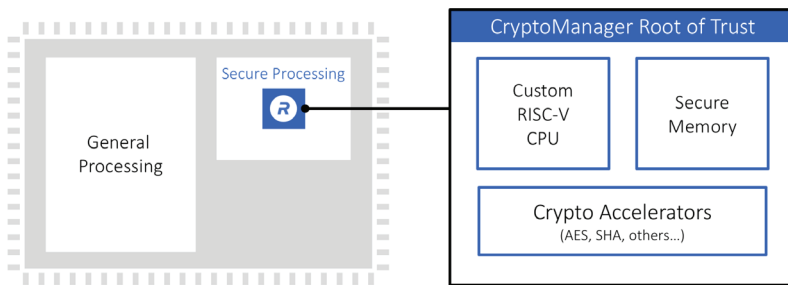 General
Processing
Secure Processing
R
CryptoManager Root of Trust
Custom
RISC-V
CPU
Secure
Memory
Crypto Accelerators
(AES, SHA, others...)